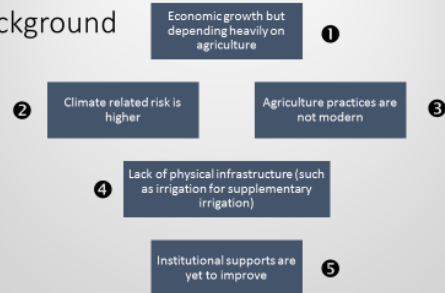 ckground
Economic growth but
depending heavily on
agriculture
❶
❷
Climate related risk is
higher
Agriculture practices are
not modern
❸
❹
Lack of physical infrastructure (such
as irrigation for supplementary
irrigation)
Institutional supports are
yet to improve
❺